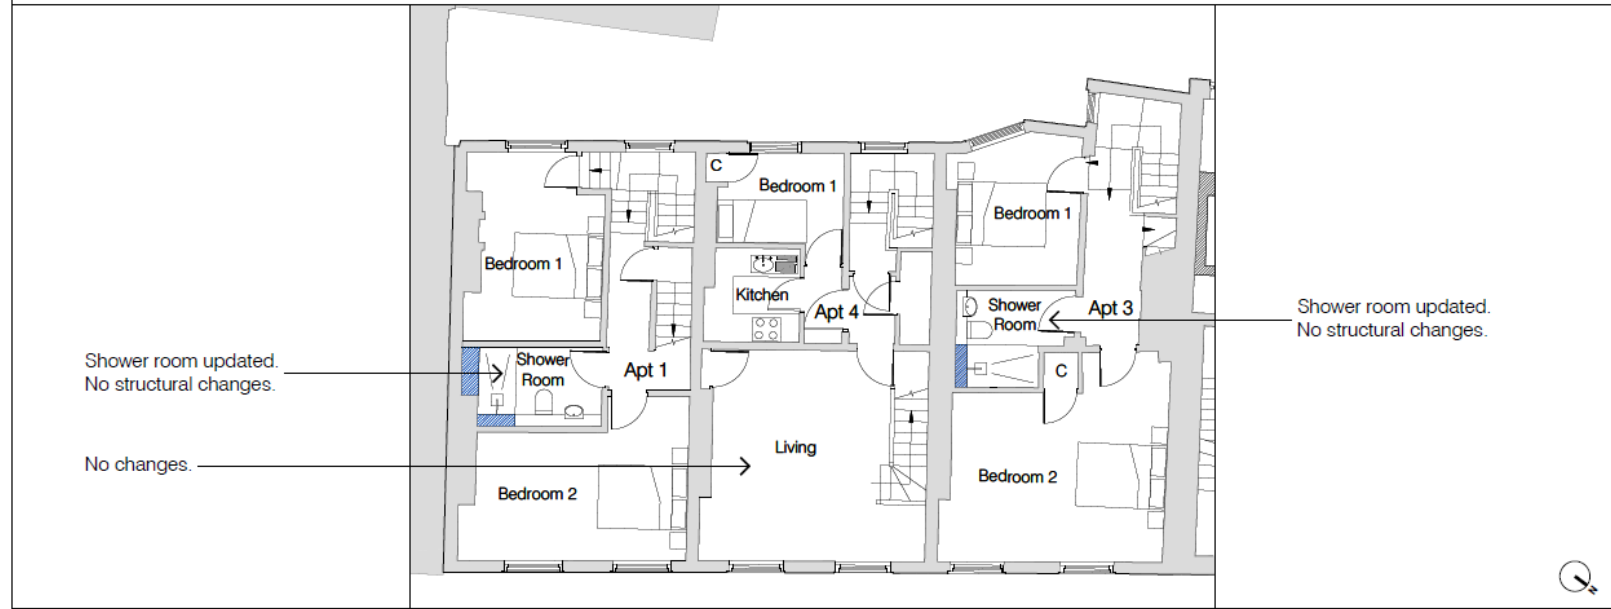 C
Bedroom 1
Bedroom 1
Bedroom 1
Kitchen
Apt 4
Shower
Room
Apt 3
Shower room updated.
No structural changes.
Shower room updated.
No structural changes.
Shower
Room
Apt 1
C
Living
No changes.
Bedroom 2
Bedroom 2
N